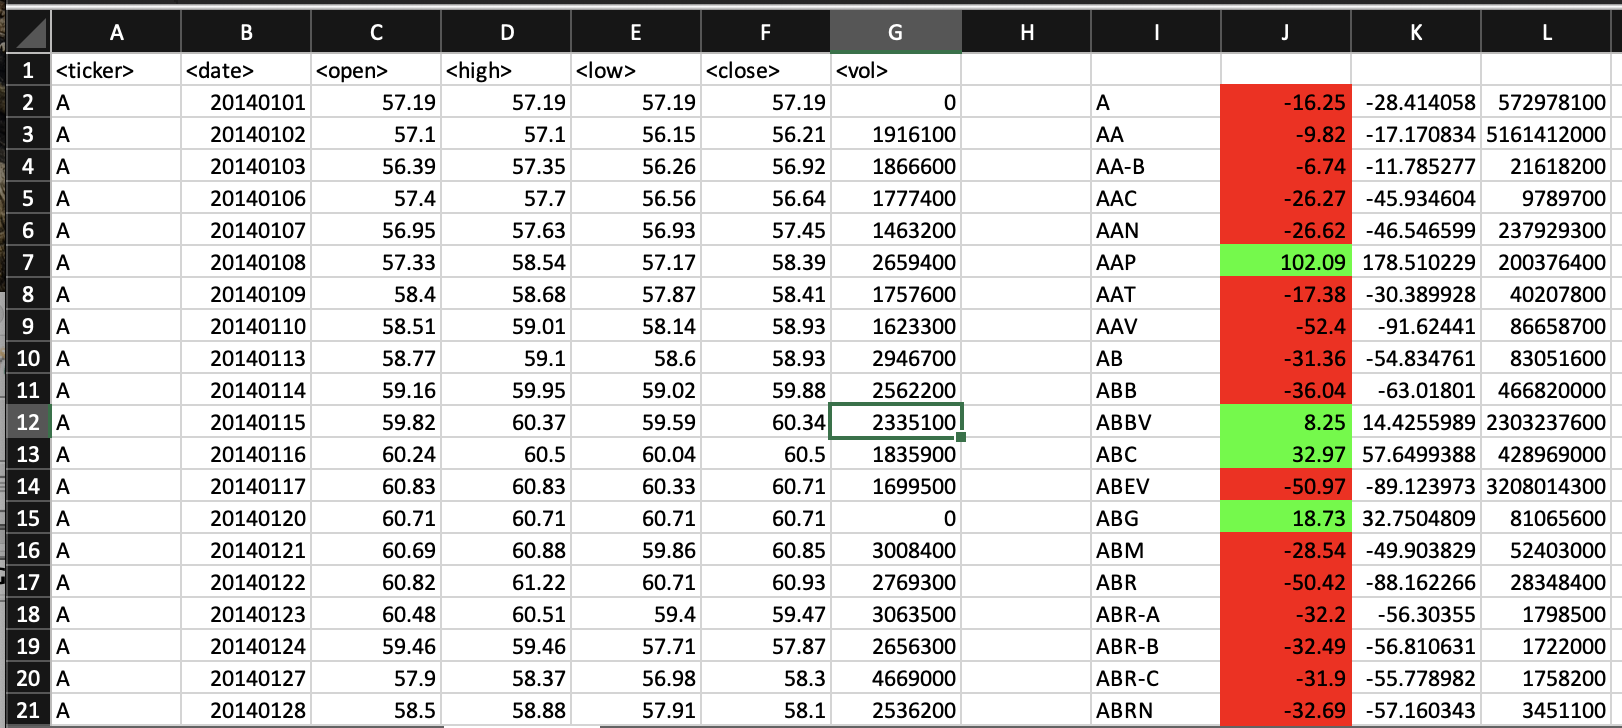 A B C D E F G H I J K L
1 <ticker> <date> <open> <high> <low> <close> <vol>
2 A 20140101 57.19 57.19 57.19 57.19 0 A -16.25 -28.414058 572978100
3 A 20140102 57.1 57.1 56.15 56.21 1916100 AA -9.82 -17.170834 5161412000
4 A 20140103 56.39 57.35 56.26 56.92 1866600 AA-B -6.74 -11.785277 21618200
5 A 20140106 57.4 57.7 56.56 56.64 1777400 AAC -26.27 -45.934604 9789700
6 A 20140107 56.95 57.63 56.93 57.45 1463200 AAN -26.62 -46.546599 237929300
7 A 20140108 57.33 58.54 57.17 58.39 2659400 AAP 102.09 178.510229 200376400
8 A 20140109 58.4 58.68 57.87 58.41 1757600 AAT -17.38 -30.389928 40207800
9 A 20140110 58.51 59.01 58.14 58.93 1623300 AAV -52.4 -91.62441 86658700
10 A 20140113 58.77 59.1 58.6 58.93 2946700 AB -31.36 -54.834761 83051600
11 A 20140114 59.16 59.95 59.02 59.88 2562200 ABB -36.04 -63.01801 466820000
12 A 20140115 59.82 60.37 59.59 60.34 2335100 ABBV 8.25 14.4255989 2303237600
13 A 20140116 60.24 60.5 60.04 60.5 1835900 ABC 32.97 57.6499388 428969000
14 A 20140117 60.83 60.83 60.33 60.71 1699500 ABEV -50.97 -89.123973 3208014300
15 A 20140120 60.71 60.71 60.71 60.71 0 ABG 18.73 32.7504809 81065600
16 A 20140121 60.69 60.88 59.86 60.85 3008400 ABM -28.54 -49.903829 52403000
17 A 20140122 60.82 61.22 60.71 60.93 2769300 ABR -50.42 -88.162266 28348400
18 A 20140123 60.48 60.51 59.4 59.47 3063500 ABR-A -32.2 -56.30355 1798500
19 A 20140124 59.46 59.46 57.71 57.87 2656300 ABR-B -32.49 -56.810631 1722000
20 A 20140127 57.9 58.37 56.98 58.3 4669000 ABR-C -31.9 -55.778982 1758200
21 A 20140128 58.5 58.88 57.91 58.1 2536200 ABRN -32.69 -57.160343 3451100